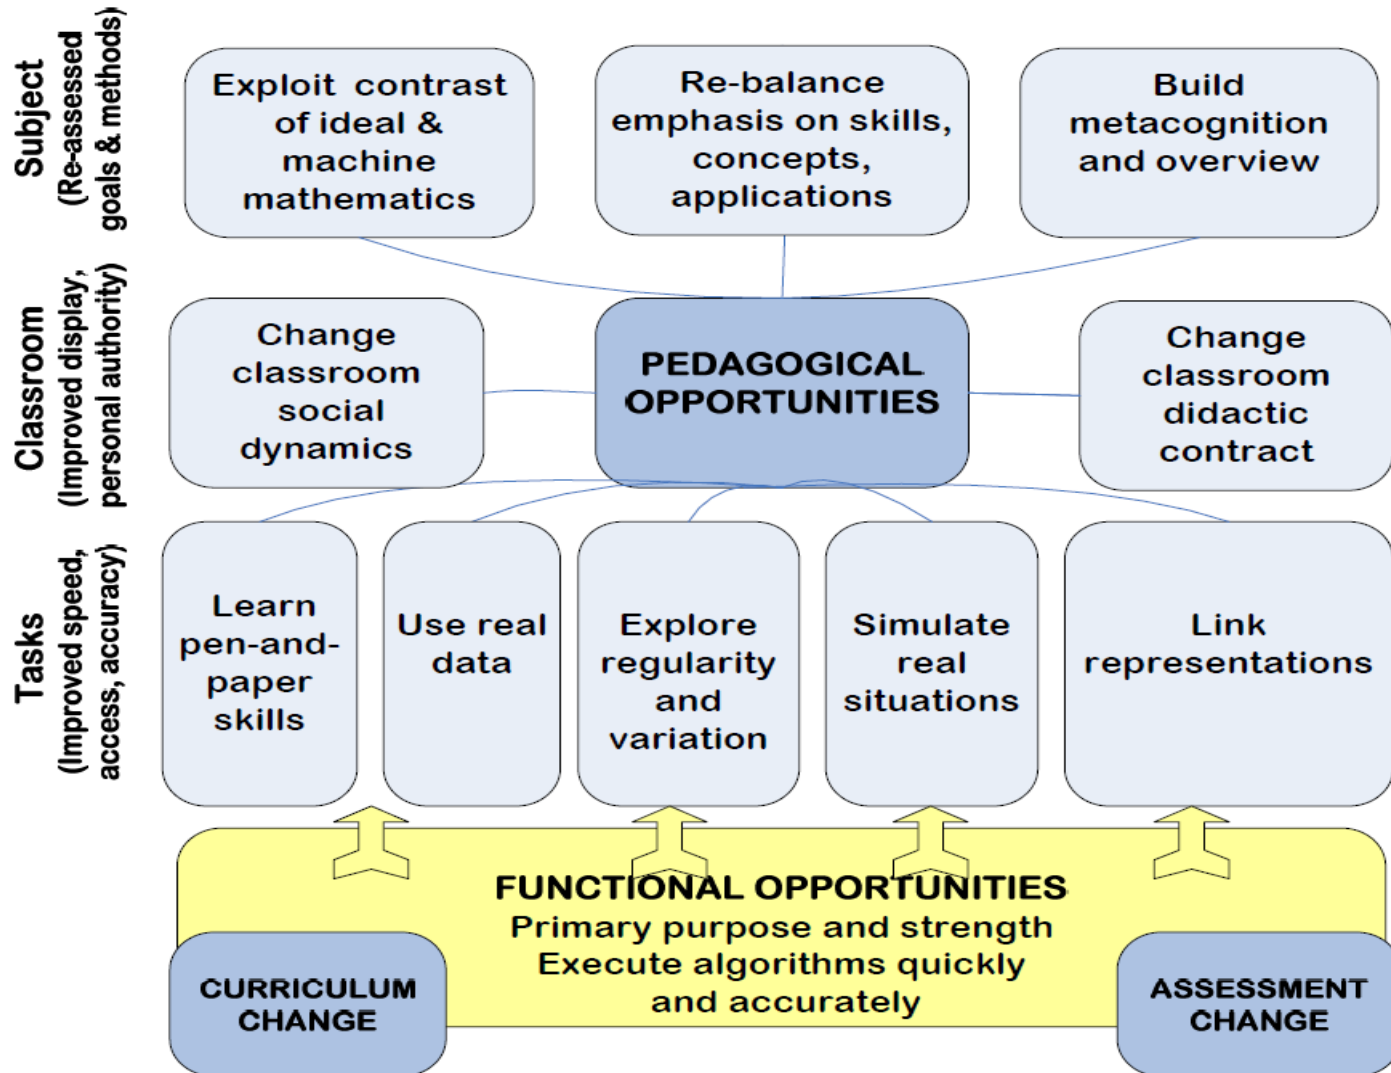 Subject
(Re-assessed
goals & methods)
Exploit contrast
of ideal &
machine
mathematics
Re-balance
emphasis on skills,
concepts,
applications
Build
metacognition
and overview
Classroom
(Improved display,
personal authority)
Change
classroom
social
dynamics
PEDAGOGICAL
OPPORTUNITIES
Change
classroom
didactic
contract
Tasks
(Improved speed,
access, accuracy)
Learn
pen-and-
paper
skills
Use real
data
Explore
regularity
and
variation
Simulate
real
situations
Link
representations
FUNCTIONAL OPPORTUNITIES
Primary purpose and strength
Execute algorithms quickly
and accurately
CURRICULUM
CHANGE
ASSESSMENT
CHANGE